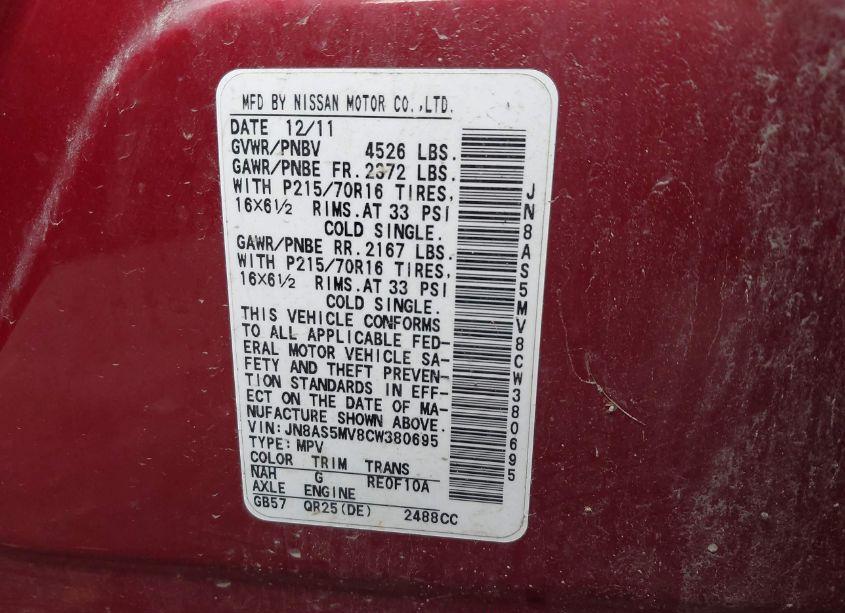 MFD BY NISSAN MOTOR CO.,LTD.
DATE 12/11
GVWR/PNBV 4526 LBS.
GAWR/PNBE FR. 2372 LBS.
WITH P215/70R16 TIRES,
16X6½ RIMS.AT 33 PSI
COLD SINGLE.
GAWR/PNBE RR. 2167 LBS.
WITH P215/70R16 TIRES,
16X6½ RIMS.AT 33 PSI
COLD SINGLE.
THIS VEHICLE CONFORMS
TO ALL APPLICABLE FED-
ERAL MOTOR VEHICLE SA-
FETY AND THEFT PREVEN-
TION STANDARDS IN EFF-
ECT ON THE DATE OF MA-
NUFACTURE SHOWN ABOVE.
VIN: JN8AS5MV8CW380695
TYPE: MPV
COLOR TRIM TRANS
NAH G RE0F10A
AXLE ENGINE
GB57 QR25(DE) 2488CC
JN8AS5MV8CW380695